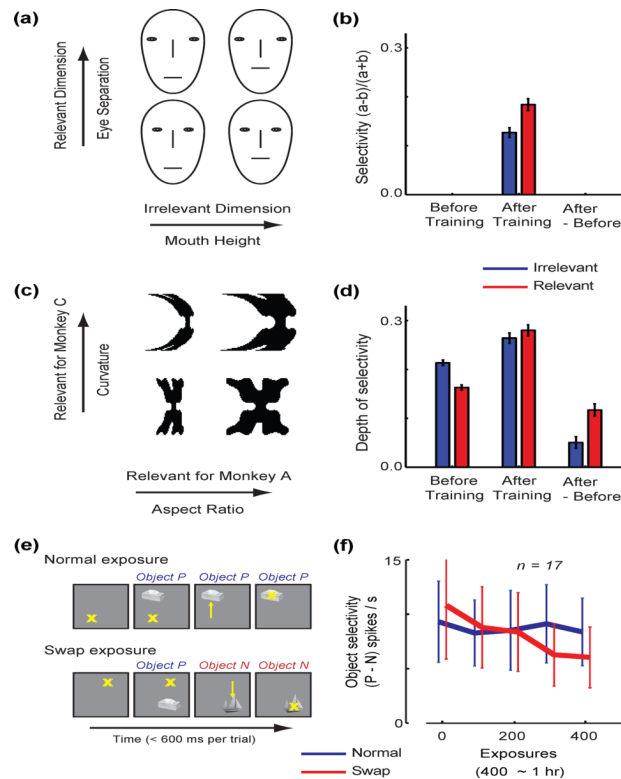 (a)
Relevant Dimension
Eye Separation
Irrelevant Dimension
Mouth Height
(b)
Selectivity (a-b)/(a+b)
0.3
0.0
Before Training
After Training
After - Before
Irrelevant
Relevant
(c)
Relevant for Monkey C
Curvature
Relevant for Monkey A
Aspect Ratio
(d)
Depth of selectivity
0.3
0.0
Before Training
After Training
After - Before
(e)
Normal exposure
Object P Object P Object P
Swap exposure
Object P Object N Object N
Time (< 600 ms per trial)
(f)
n = 17
Object selectivity
(P - N) spikes / s
15
0
0 200 400
Exposures
(400 ~ 1 hr)
Normal
Swap